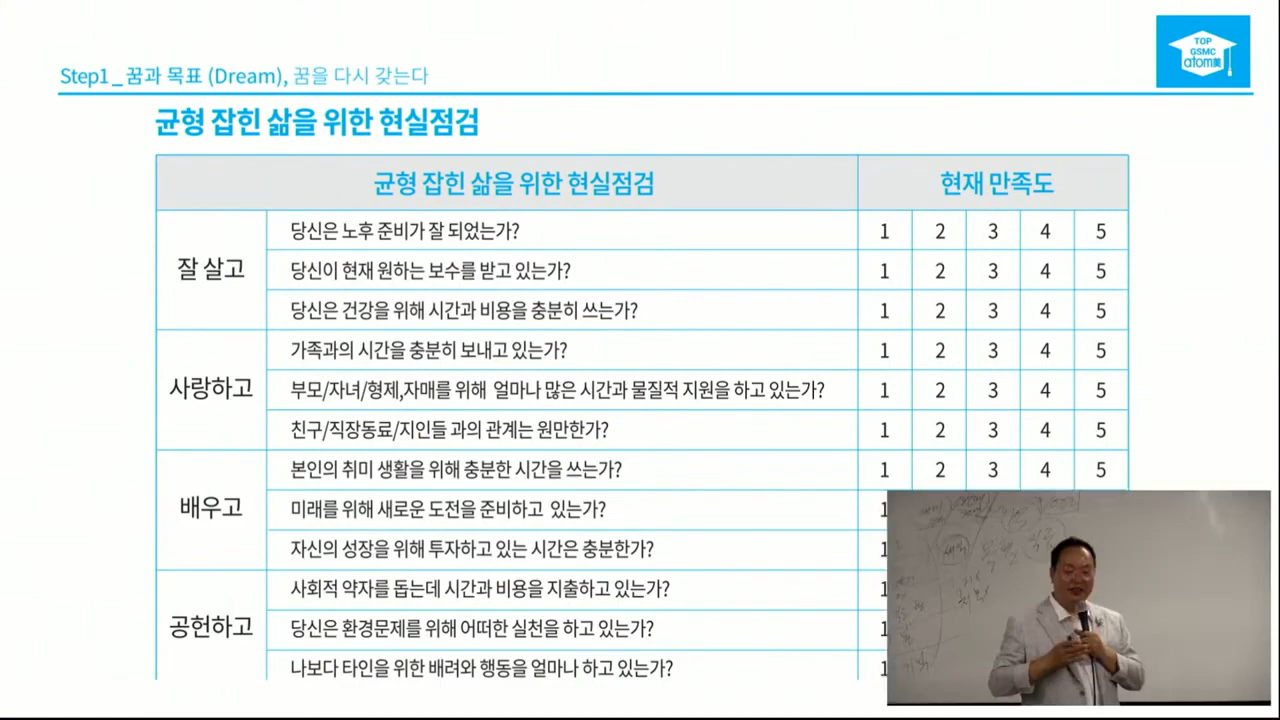 TOP
GSMC
atom美
Step1_꿈과 목표 (Dream), 꿈을 다시 갖는다
균형 잡힌 삶을 위한 현실점검
균형 잡힌 삶을 위한 현실점검 현재 만족도
잘 살고
당신은 노후 준비가 잘 되었는가? 1 2 3 4 5
당신이 현재 원하는 보수를 받고 있는가? 1 2 3 4 5
당신은 건강을 위해 시간과 비용을 충분히 쓰는가? 1 2 3 4 5
사랑하고
가족과의 시간을 충분히 보내고 있는가? 1 2 3 4 5
부모/자녀/형제,자매를 위해 얼마나 많은 시간과 물질적 지원을 하고 있는가? 1 2 3 4 5
친구/직장동료/지인들 과의 관계는 원만한가? 1 2 3 4 5
배우고
본인의 취미 생활을 위해 충분한 시간을 쓰는가? 1 2 3 4 5
미래를 위해 새로운 도전을 준비하고 있는가? 1
자신의 성장을 위해 투자하고 있는 시간은 충분한가? 1
공헌하고
사회적 약자를 돕는데 시간과 비용을 지출하고 있는가? 1
당신은 환경문제를 위해 어떠한 실천을 하고 있는가? 1
나보다 타인을 위한 배려와 행동을 얼마나 하고 있는가? 1